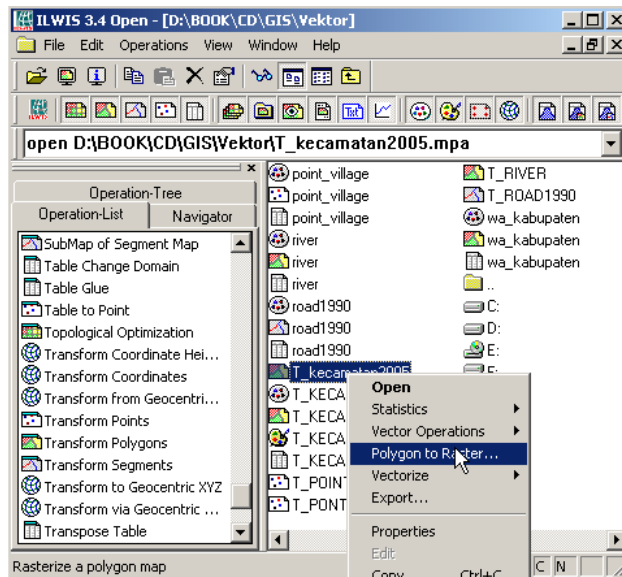 ILWIS 3.4 Open - [D:\BOOK\CD\GIS\Vektor]
File Edit Operations View Window Help
open D:\BOOK\CD\GIS\Vektor\T_kecamatan2005.mpa
Operation-Tree
Operation-List Navigator
SubMap of Segment Map
Table Change Domain
Table Glue
Table to Point
Topological Optimization
Transform Coordinate Hei...
Transform Coordinates
Transform from Geocentri...
Transform Points
Transform Polygons
Transform Segments
Transform to Geocentric XYZ
Transform via Geocentric ...
Transpose Table
point_village
point_village
point_village
river
river
river
road1990
road1990
road1990
T_kecamatan2005
T_KECA
T_KECA
T_KECA
T_KECA
T_POIN
T_PONT
T_RIVER
T_ROAD1990
wa_kabupaten
wa_kabupaten
wa_kabupaten
..
C:
D:
E:
F:
Open
Statistics
Vector Operations
Polygon to Raster...
Vectorize
Export...
Properties
Edit
Copy Ctrl+C
Rasterize a polygon map
C N